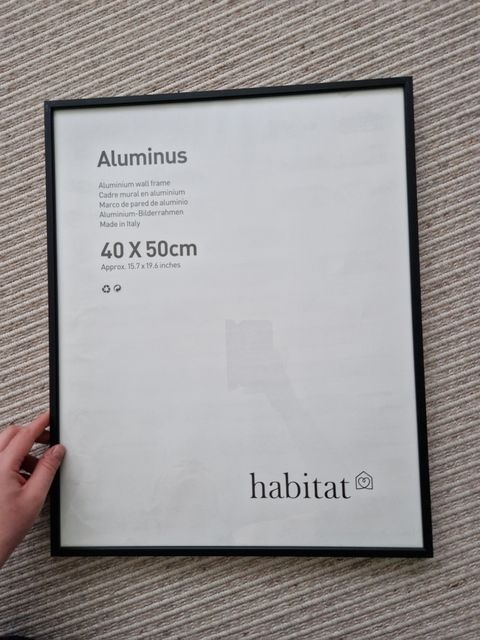 Aluminus
Aluminium wall frame
Cadre mural en aluminium
Marco de pared de aluminio
Aluminium-Bilderrahmen
Made in Italy
40 X 50cm
Approx. 15.7 x 19.6 inches
habitat